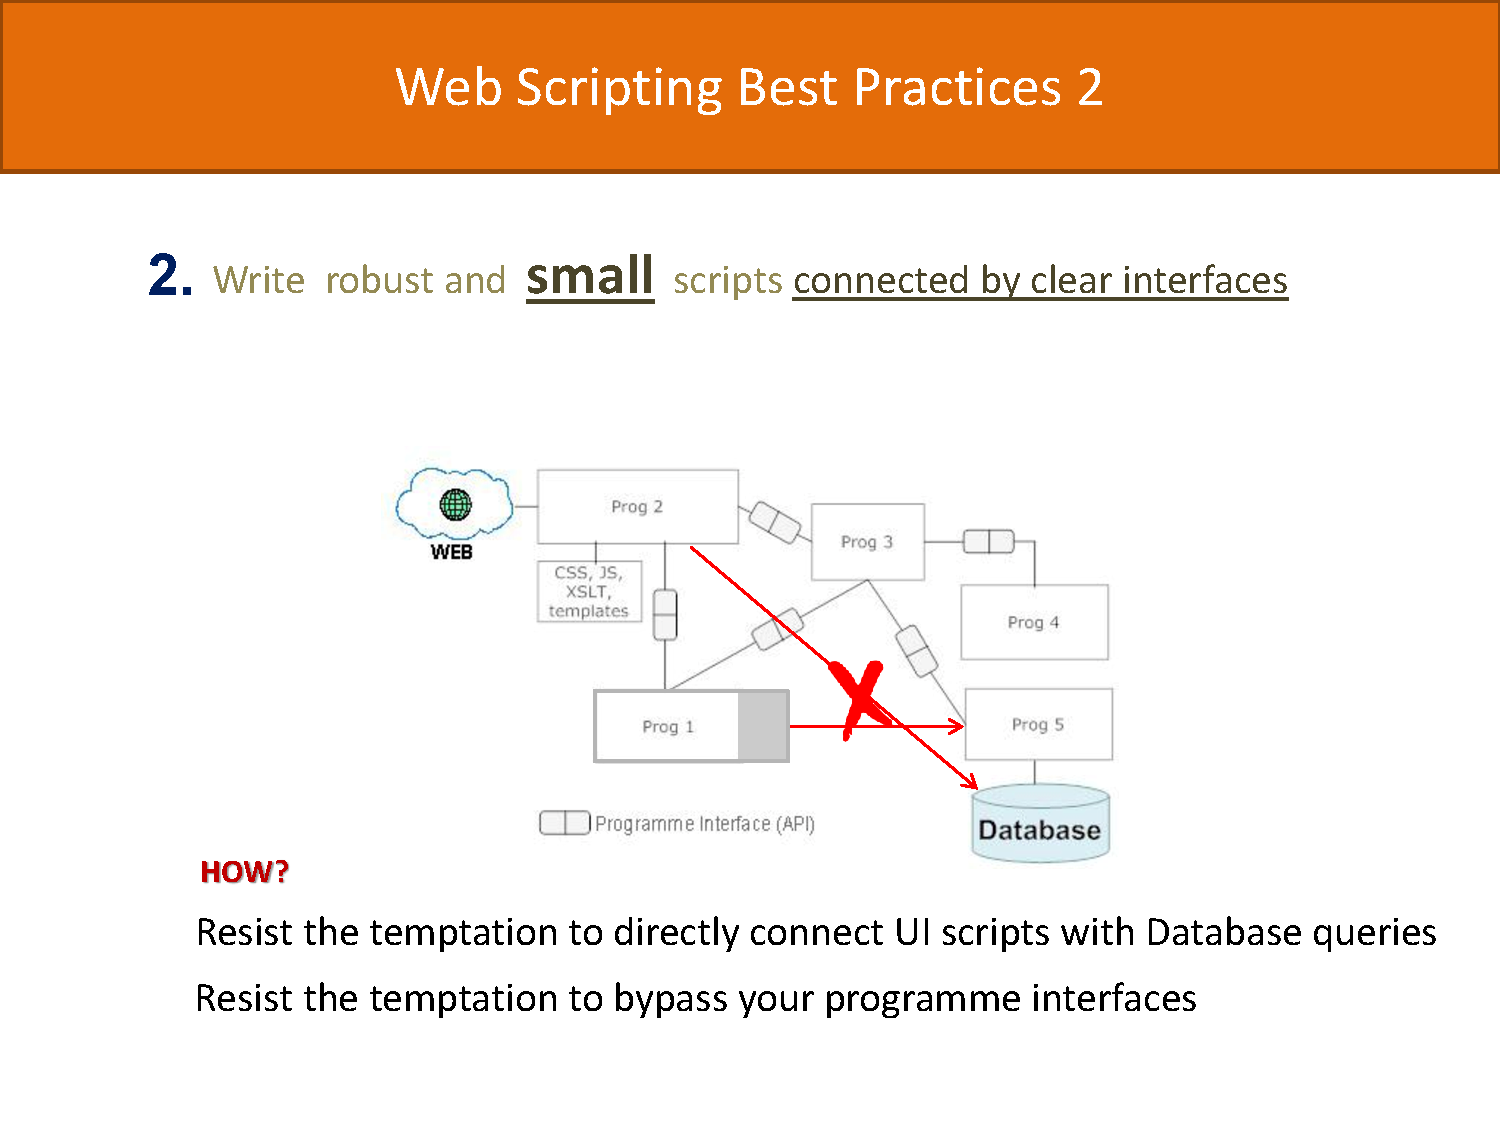 Web Scripting Best Practices 2
2. Write robust and small scripts connected by clear interfaces
WEB
Prog 2
Prog 3
CSS, JS,
XSLT,
templates
Prog 4
Prog 1
Prog 5
Programme Interface (API)
Database
HOW?
Resist the temptation to directly connect UI scripts with Database queries
Resist the temptation to bypass your programme interfaces